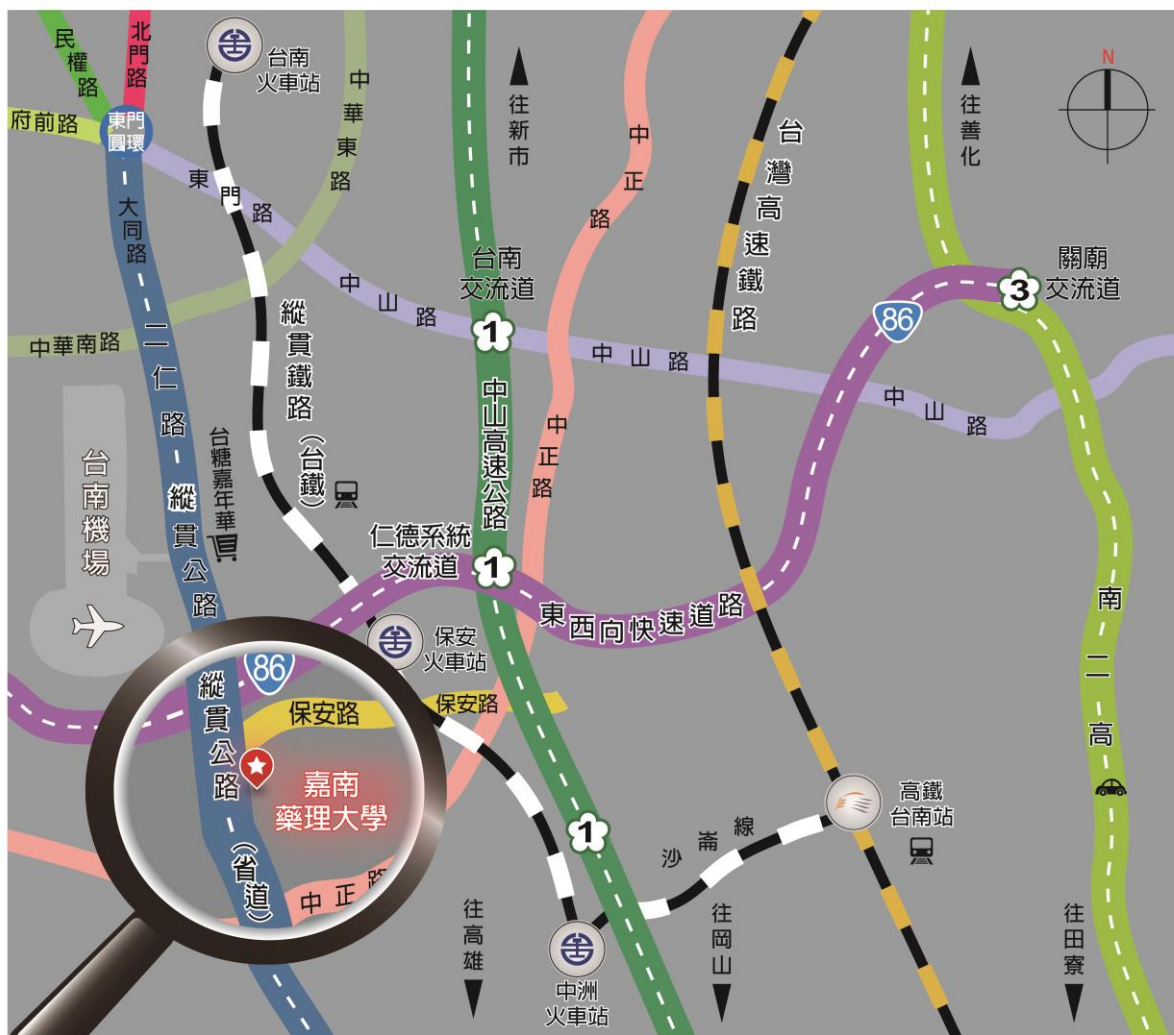 民權路
北門路
府前路
東門
圓環
台南
火車站
中華東路
往新市
中正路
台灣高速鐵路
往善化
N
大同路
東門路
中山路
台南
交流道
1
關廟
交流道
3
86
中華南路
二仁路
縱貫鐵路
(台鐵)
中山高速公路
中山路
中山路
中正路
台南機場
台糖嘉年華
縱貫公路
仁德系統
交流道
1
東西向快速道路
南二高
保安
火車站
86
縱貫公路
(省道)
保安路
保安路
嘉南
藥理大學
中正路
1
沙崙線
高鐵
台南站
往高雄
中洲
火車站
往岡山
往田寮